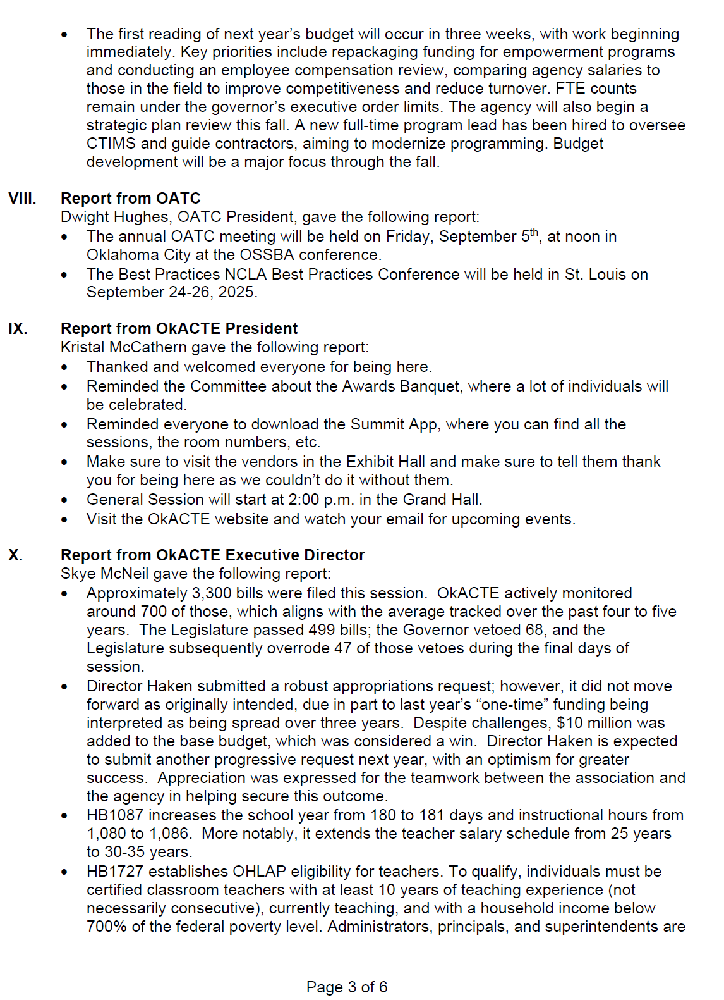 • The first reading of next year’s budget will occur in three weeks, with work beginning
immediately. Key priorities include repackaging funding for empowerment programs
and conducting an employee compensation review, comparing agency salaries to
those in the field to improve competitiveness and reduce turnover. FTE counts
remain under the governor’s executive order limits. The agency will also begin a
strategic plan review this fall. A new full-time program lead has been hired to oversee
CTIMS and guide contractors, aiming to modernize programming. Budget
development will be a major focus through the fall.
VIII. Report from OATC
Dwight Hughes, OATC President, gave the following report:
• The annual OATC meeting will be held on Friday, September 5th, at noon in
Oklahoma City at the OSSBA conference.
• The Best Practices NCLA Best Practices Conference will be held in St. Louis on
September 24-26, 2025.
IX. Report from OkACTE President
Kristal McCathern gave the following report:
• Thanked and welcomed everyone for being here.
• Reminded the Committee about the Awards Banquet, where a lot of individuals will
be celebrated.
• Reminded everyone to download the Summit App, where you can find all the
sessions, the room numbers, etc.
• Make sure to visit the vendors in the Exhibit Hall and make sure to tell them thank
you for being here as we couldn’t do it without them.
• General Session will start at 2:00 p.m. in the Grand Hall.
• Visit the OkACTE website and watch your email for upcoming events.
X. Report from OkACTE Executive Director
Skye McNeil gave the following report:
• Approximately 3,300 bills were filed this session.  OkACTE actively monitored
around 700 of those, which aligns with the average tracked over the past four to five
years.  The Legislature passed 499 bills; the Governor vetoed 68, and the
Legislature subsequently overrode 47 of those vetoes during the final days of
session.
• Director Haken submitted a robust appropriations request; however, it did not move
forward as originally intended, due in part to last year’s “one-time” funding being
interpreted as being spread over three years.  Despite challenges, $10 million was
added to the base budget, which was considered a win.  Director Haken is expected
to submit another progressive request next year, with an optimism for greater
success.  Appreciation was expressed for the teamwork between the association and
the agency in helping secure this outcome.
• HB1087 increases the school year from 180 to 181 days and instructional hours from
1,080 to 1,086.  More notably, it extends the teacher salary schedule from 25 years
to 30-35 years.
• HB1727 establishes OHLAP eligibility for teachers. To qualify, individuals must be
certified classroom teachers with at least 10 years of teaching experience (not
necessarily consecutive), currently teaching, and with a household income below
700% of the federal poverty level. Administrators, principals, and superintendents are
Page 3 of 6